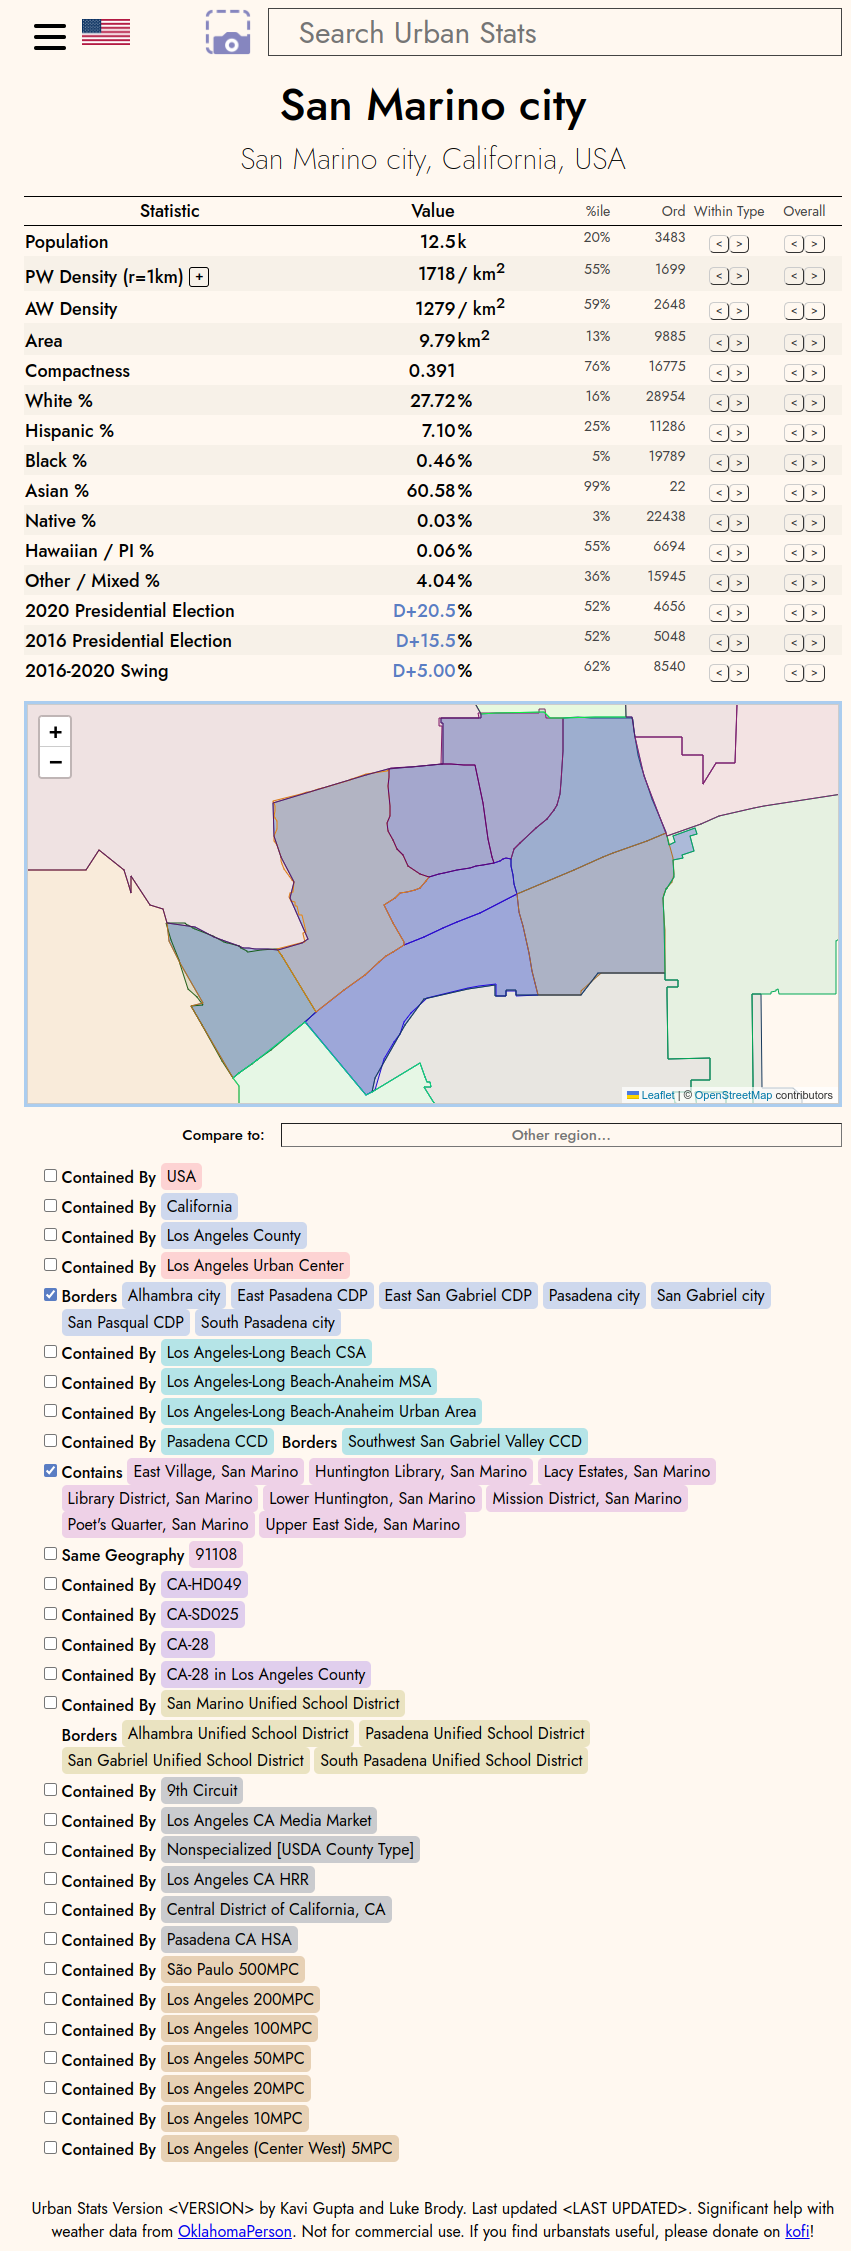 Search Urban Stats
San Marino city
San Marino city, California, USA
Statistic Value %ile Ord Within Type Overall
Population 12.5k 20% 3483 < > < >
PW Density (r=1km) + 1718/ km² 55% 1699 < > < >
AW Density 1279/ km² 59% 2648 < > < >
Area 9.79km² 13% 9885 < > < >
Compactness 0.391 76% 16775 < > < >
White % 27.72% 16% 28954 < > < >
Hispanic % 7.10% 25% 11286 < > < >
Black % 0.46% 5% 19789 < > < >
Asian % 60.58% 99% 22 < > < >
Native % 0.03% 3% 22438 < > < >
Hawaiian / PI % 0.06% 55% 6694 < > < >
Other / Mixed % 4.04% 36% 15945 < > < >
2020 Presidential Election D+20.5% 52% 4656 < > < >
2016 Presidential Election D+15.5% 52% 5048 < > < >
2016-2020 Swing D+5.00% 62% 8540 < > < >
+
−
Leaflet | © OpenStreetMap contributors
Compare to: Other region...
Contained By USA
Contained By California
Contained By Los Angeles County
Contained By Los Angeles Urban Center
Borders Alhambra city East Pasadena CDP East San Gabriel CDP Pasadena city San Gabriel city
San Pasqual CDP South Pasadena city
Contained By Los Angeles-Long Beach CSA
Contained By Los Angeles-Long Beach-Anaheim MSA
Contained By Los Angeles-Long Beach-Anaheim Urban Area
Contained By Pasadena CCD Borders Southwest San Gabriel Valley CCD
Contains East Village, San Marino Huntington Library, San Marino Lacy Estates, San Marino
Library District, San Marino Lower Huntington, San Marino Mission District, San Marino
Poet's Quarter, San Marino Upper East Side, San Marino
Same Geography 91108
Contained By CA-HD049
Contained By CA-SD025
Contained By CA-28
Contained By CA-28 in Los Angeles County
Contained By San Marino Unified School District
Borders Alhambra Unified School District Pasadena Unified School District
San Gabriel Unified School District South Pasadena Unified School District
Contained By 9th Circuit
Contained By Los Angeles CA Media Market
Contained By Nonspecialized [USDA County Type]
Contained By Los Angeles CA HRR
Contained By Central District of California, CA
Contained By Pasadena CA HSA
Contained By São Paulo 500MPC
Contained By Los Angeles 200MPC
Contained By Los Angeles 100MPC
Contained By Los Angeles 50MPC
Contained By Los Angeles 20MPC
Contained By Los Angeles 10MPC
Contained By Los Angeles (Center West) 5MPC
Urban Stats Version <VERSION> by Kavi Gupta and Luke Brody. Last updated <LAST UPDATED>. Significant help with
weather data from OklahomaPerson. Not for commercial use. If you find urbanstats useful, please donate on kofi!